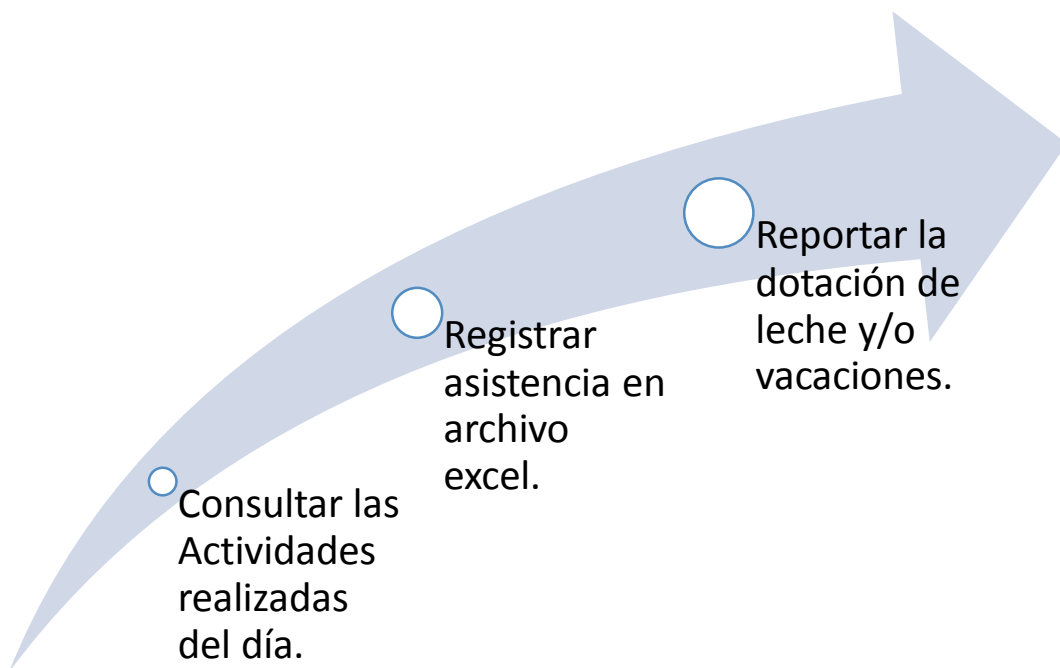 Consultar las
Actividades
realizadas
del día.
Registrar
asistencia en
archivo
excel.
Reportar la
dotación de
leche y/o
vacaciones.